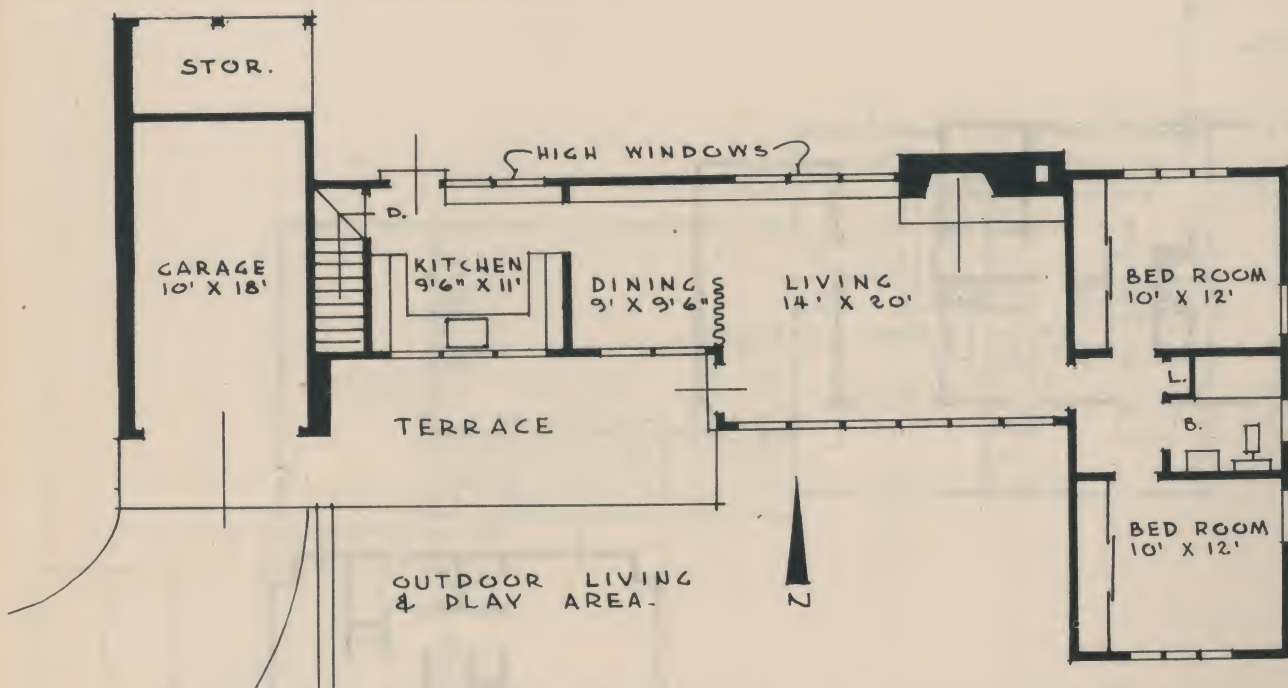 STOR.
HIGH WINDOWS
D.
GARAGE
10' X 18'
KITCHEN
9'6" X 11'
DINING
9' X 9'6"
LIVING
14' X 20'
BED ROOM
10' X 12'
L.
B.
TERRACE
BED ROOM
10' X 12'
OUTDOOR LIVING
& PLAY AREA.
N